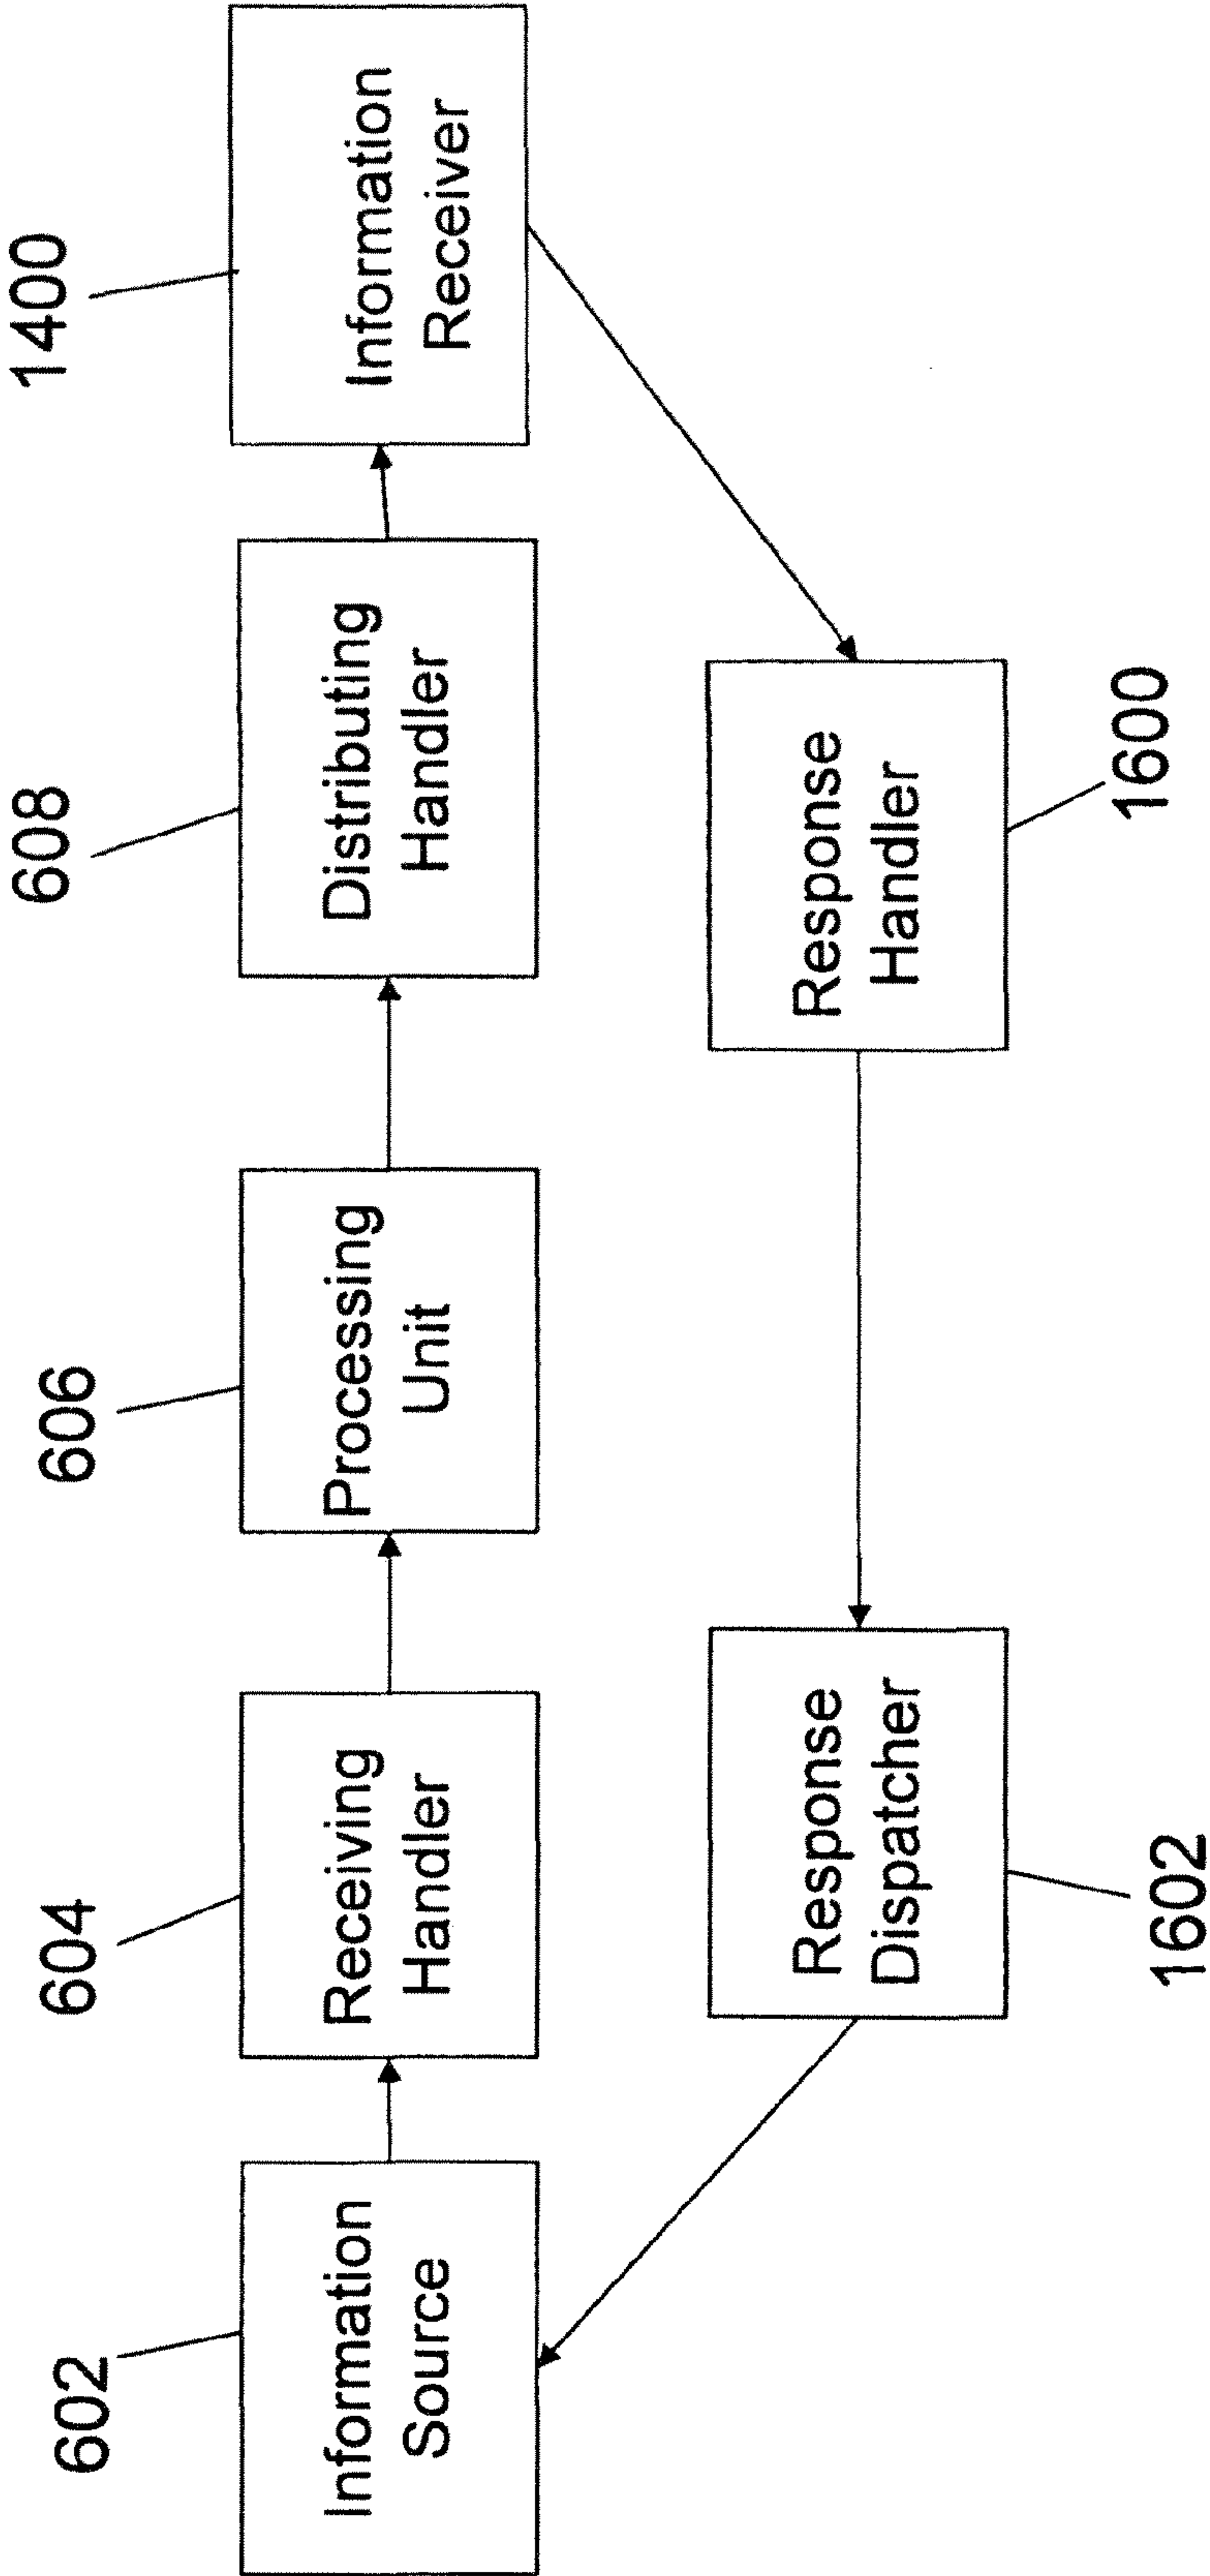 602
604
606
608
1400
Information
Source
Receiving
Handler
Processing
Unit
Distributing
Handler
Information
Receiver
Response
Dispatcher
Response
Handler
1602
1600